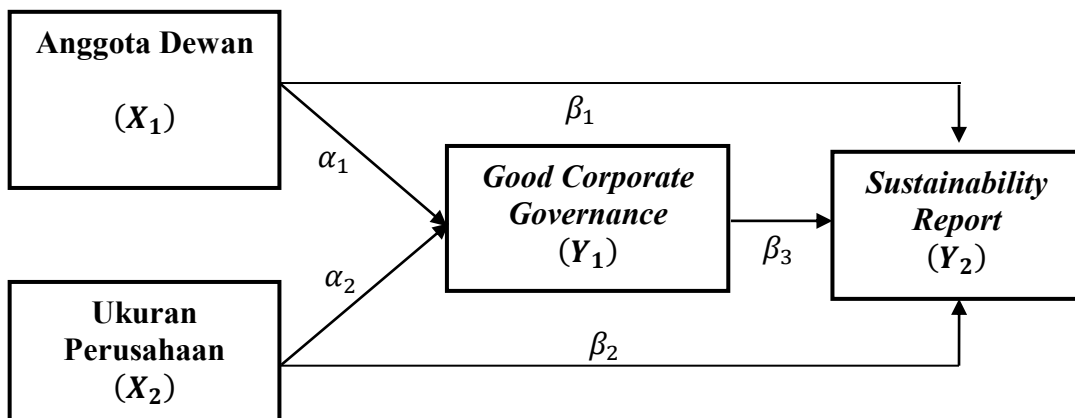 Anggota Dewan
(X₁)
β₁
α₁
Good Corporate
Governance
(Y₁)
Sustainability
Report
(Y₂)
β₃
α₂
Ukuran
Perusahaan
(X₂)
β₂